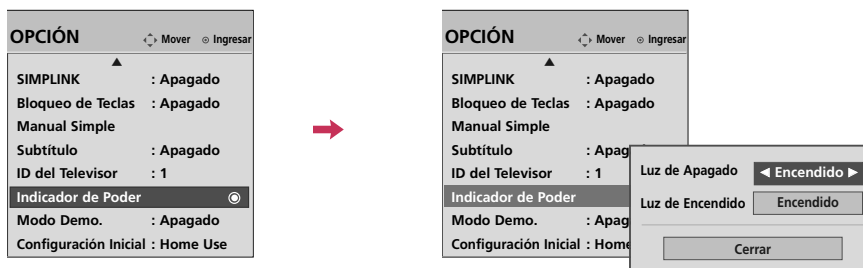 OPCIÓN Mover Ingresar
SIMPLINK : Apagado
Bloqueo de Teclas : Apagado
Manual Simple
Subtítulo : Apagado
ID del Televisor : 1
Indicador de Poder
Modo Demo. : Apagado
Configuración Inicial : Home Use
OPCIÓN Mover Ingresar
SIMPLINK : Apagado
Bloqueo de Teclas : Apagado
Manual Simple
Subtítulo : Apag
ID del Televisor : 1
Indicador de Poder
Modo Demo. : Apag
Configuración Inicial : Home
Luz de Apagado ◀ Encendido ▶
Luz de Encendido Encendido
Cerrar